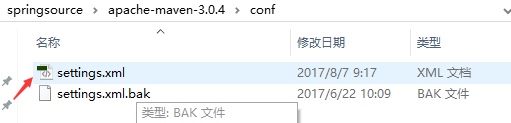 springsource > apache-maven-3.0.4 > conf
名称 修改日期 类型
settings.xml 2017/8/7 9:17 XML 文档
settings.xml.bak 2017/6/22 10:09 BAK 文件
类型: BAK 文件